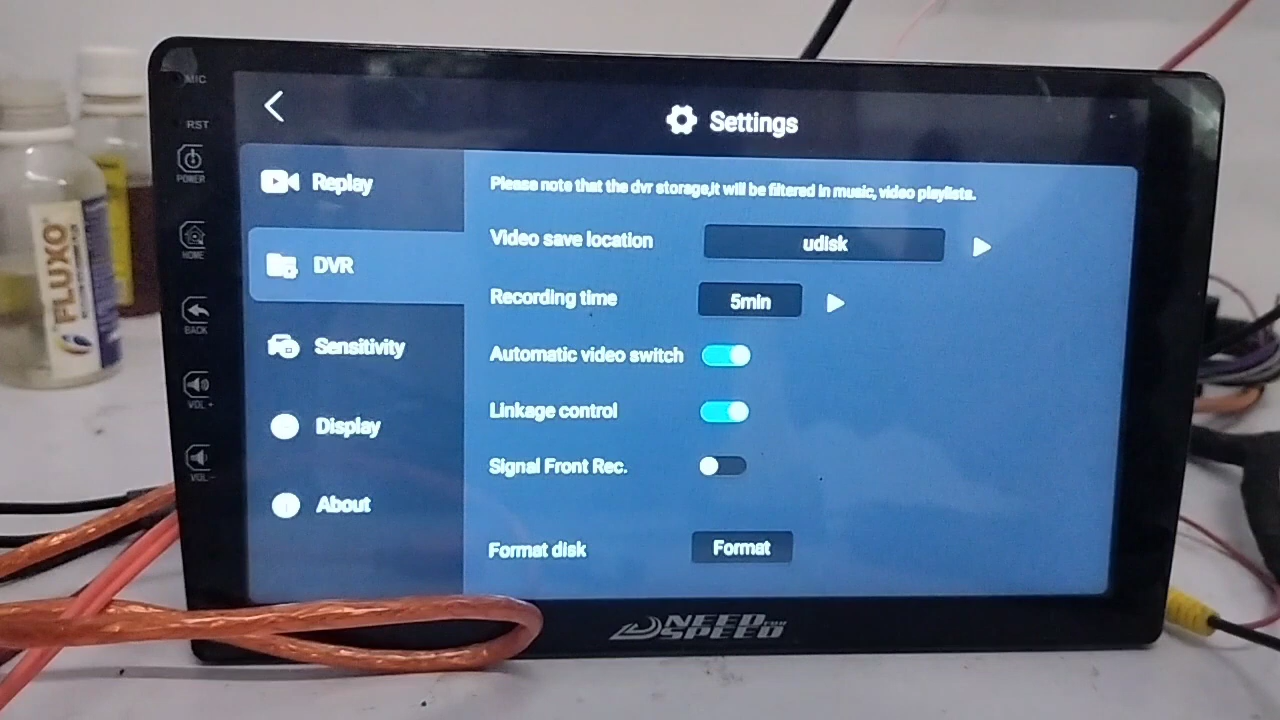 MIC
RST
POWER
HOME
BACK
VOL +
VOL-
Settings
Replay
DVR
Sensitivity
Display
About
Please note that the dvr storage,it will be filtered in music, video playlists.
Video save location
udisk
Recording time
5min
Automatic video switch
Linkage control
Signal Front Rec.
Format disk
Format
NEED FOR
SPEED
FLUXO